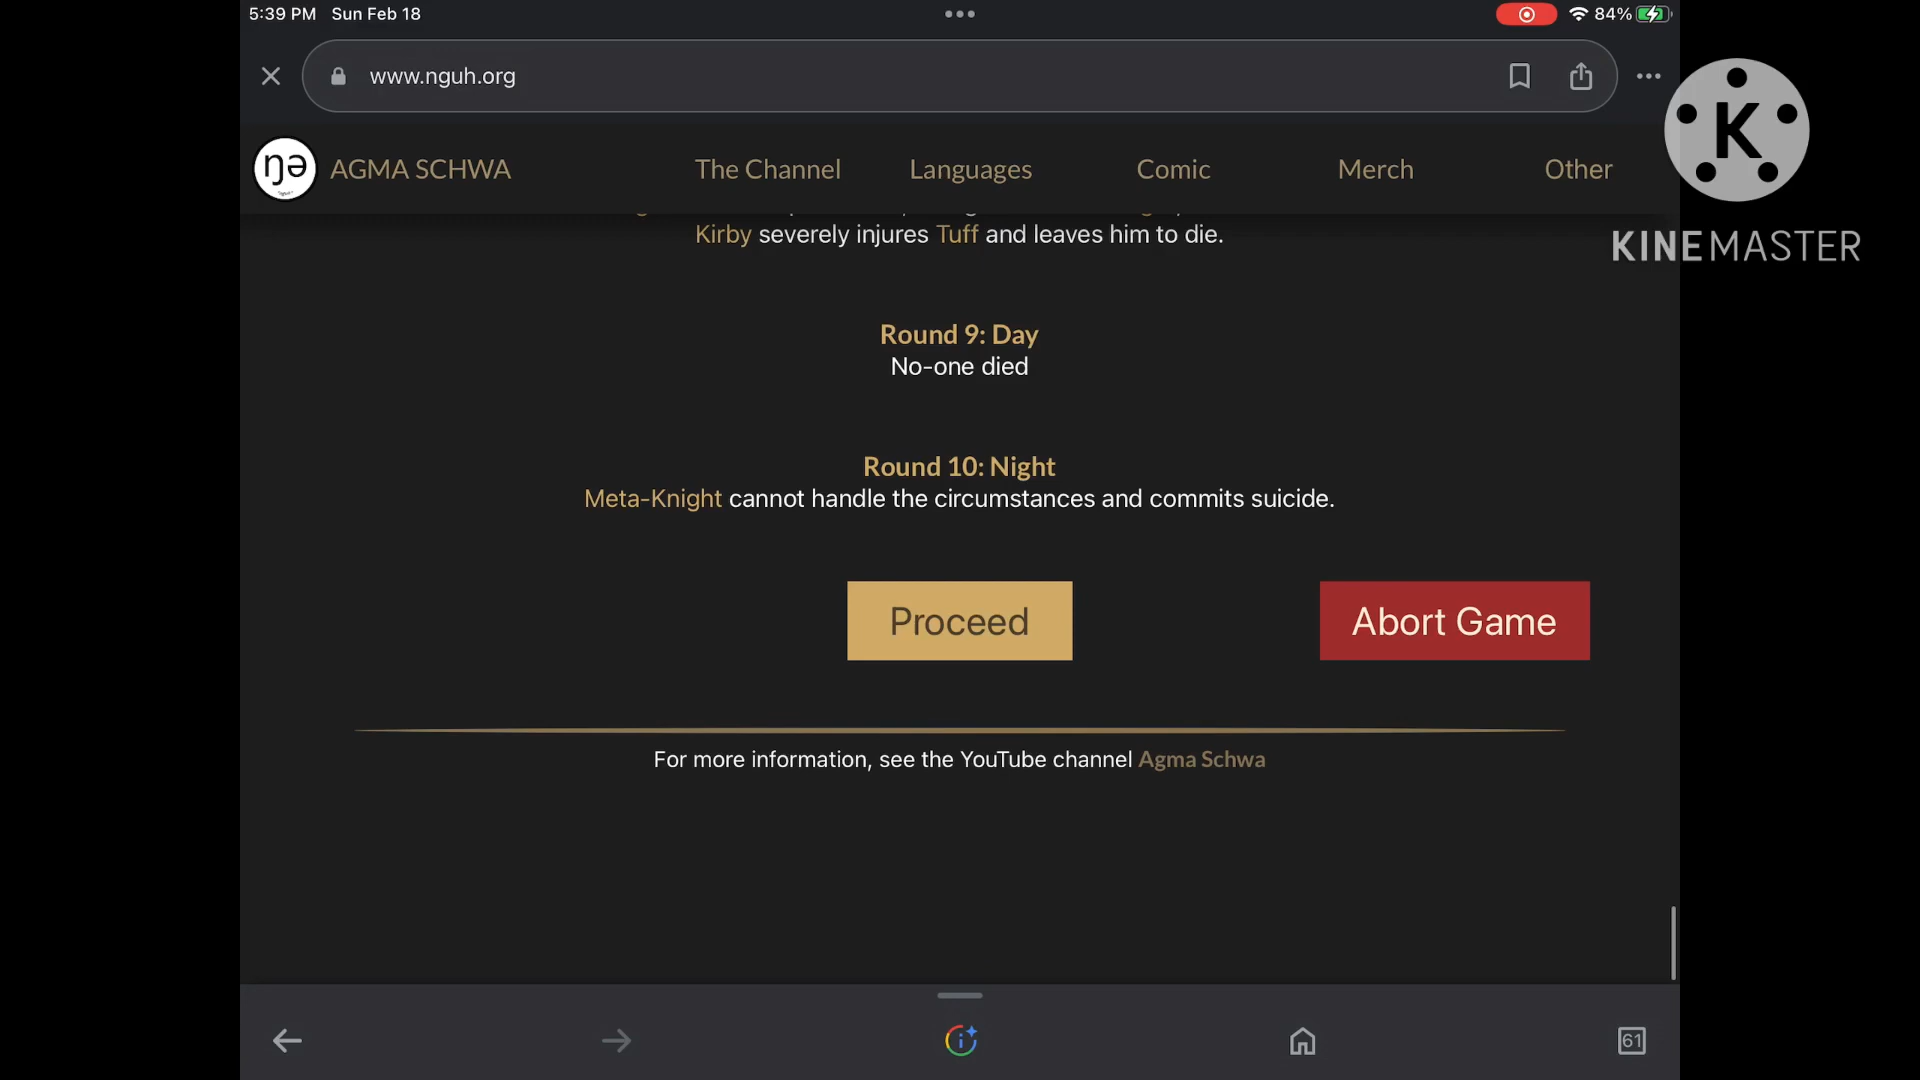 5:39 PM Sun Feb 18
84%
www.nguh.org
ŋə AGMA SCHWA The Channel Languages Comic Merch Other
K
KINEMASTER
Kirby severely injures Tuff and leaves him to die.
Round 9: Day
No-one died
Round 10: Night
Meta-Knight cannot handle the circumstances and commits suicide.
Proceed
Abort Game
For more information, see the YouTube channel Agma Schwa
61